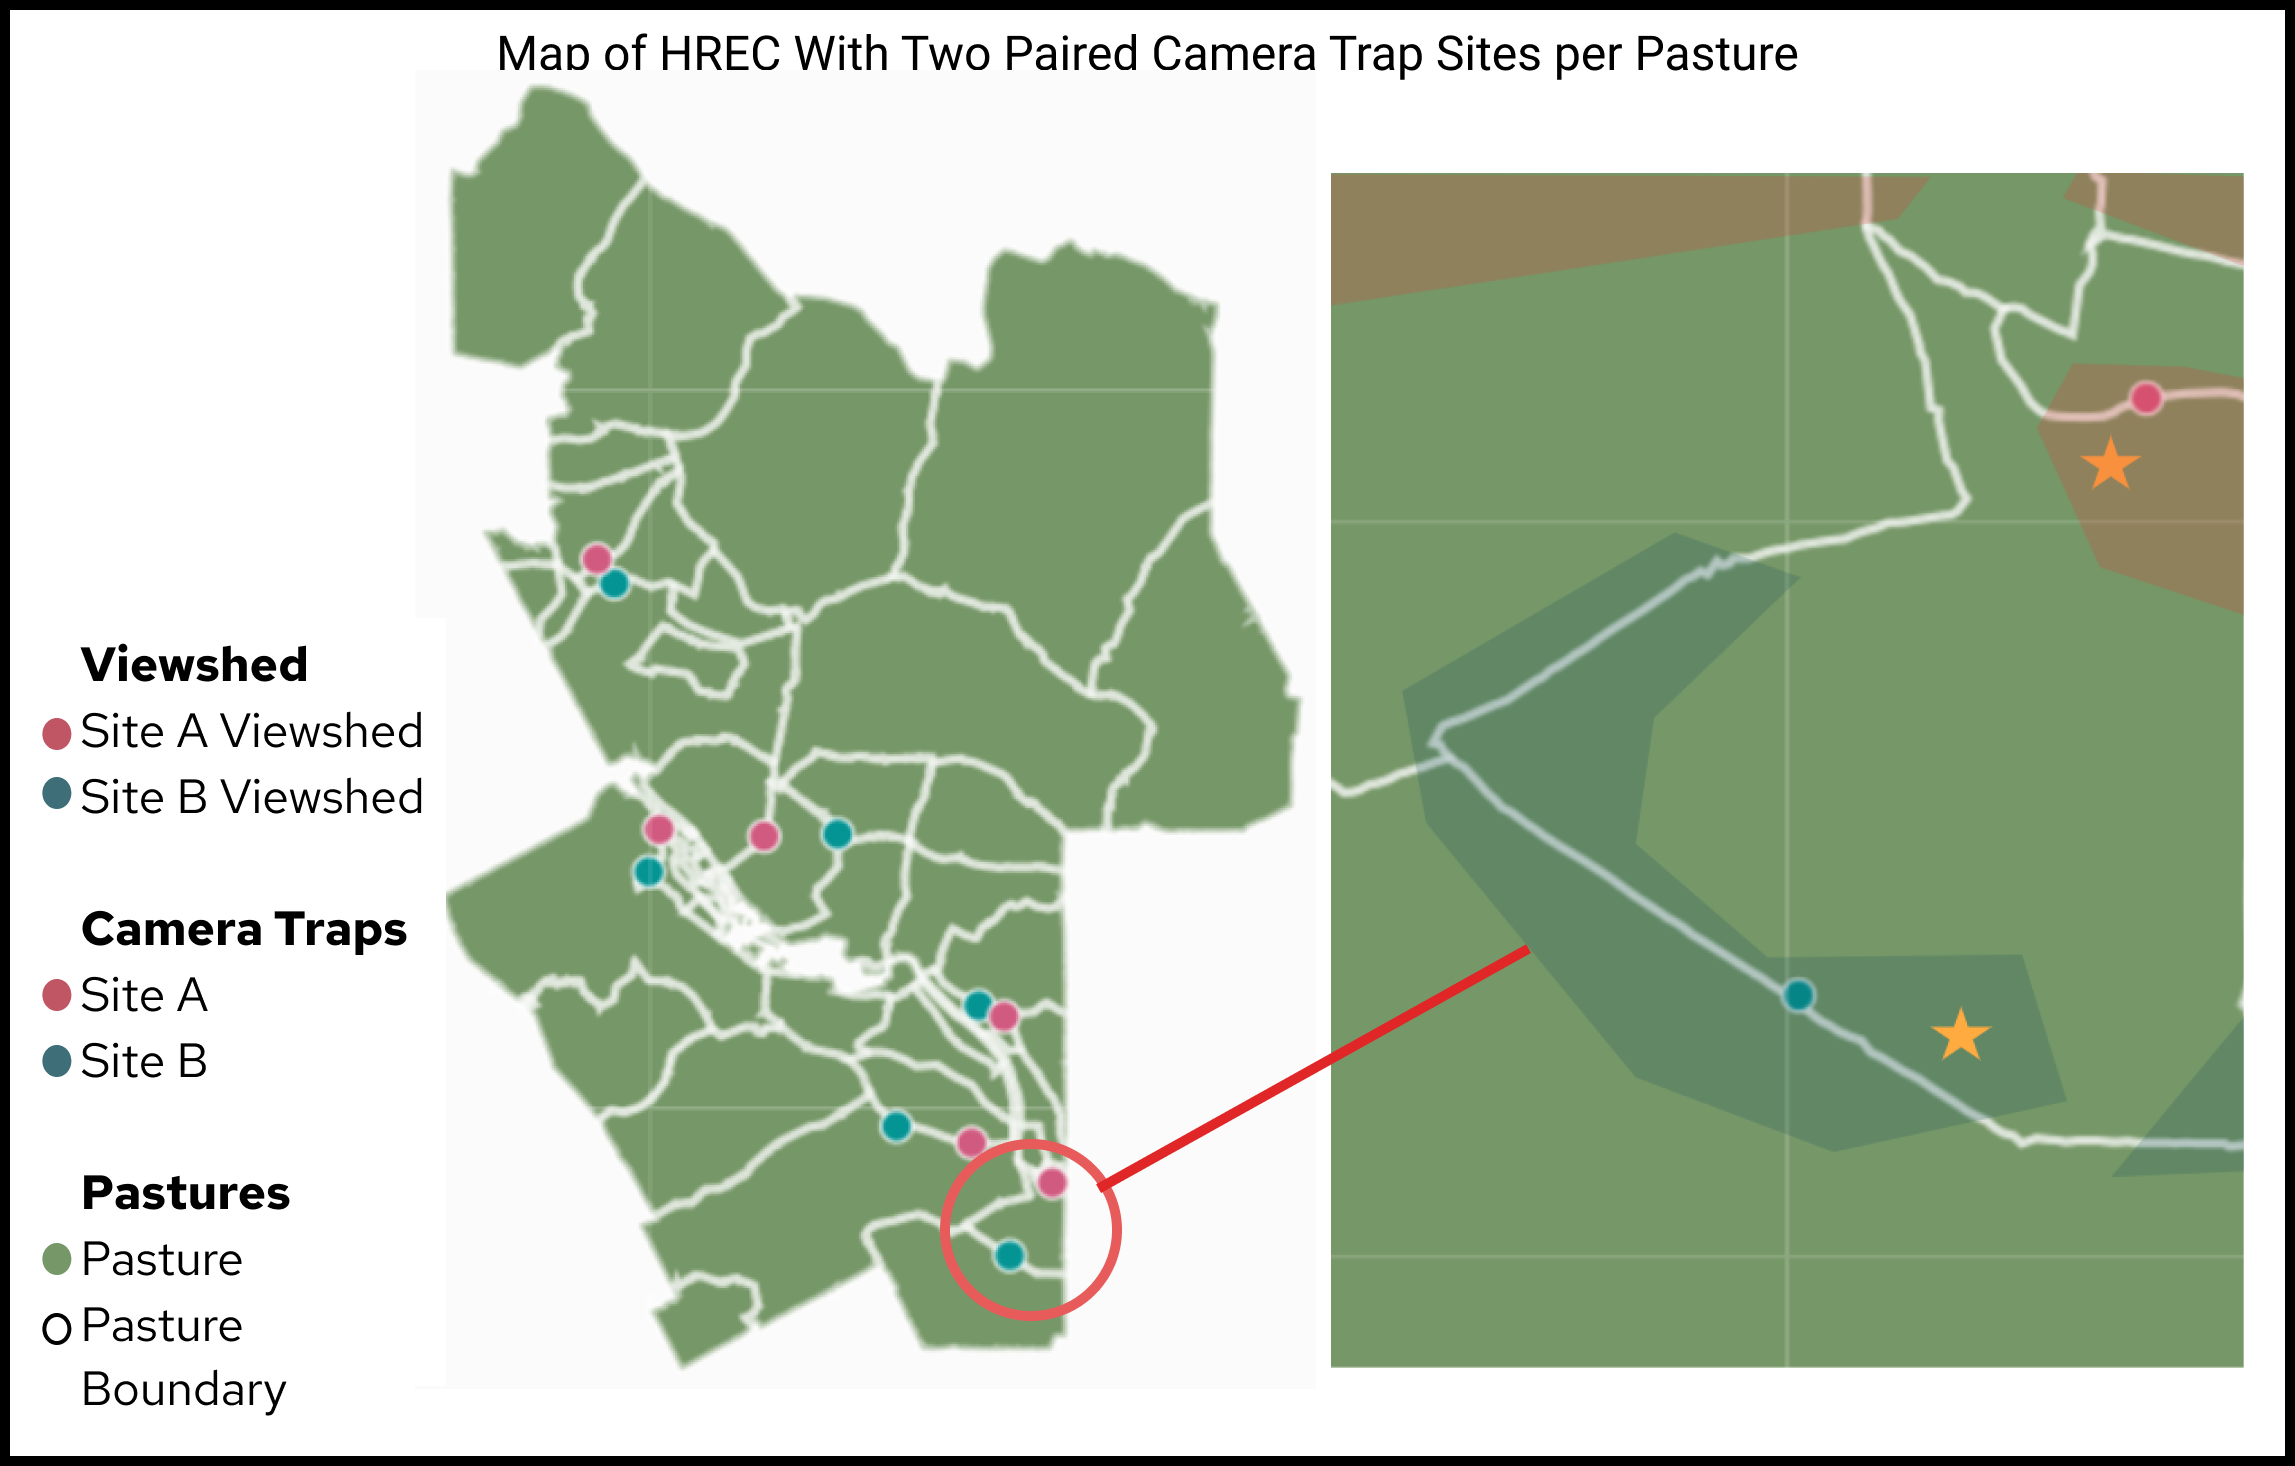 Map of HREC With Two Paired Camera Trap Sites per Pasture
Viewshed
Site A Viewshed
Site B Viewshed
Camera Traps
Site A
Site B
Pastures
Pasture
Pasture
Boundary